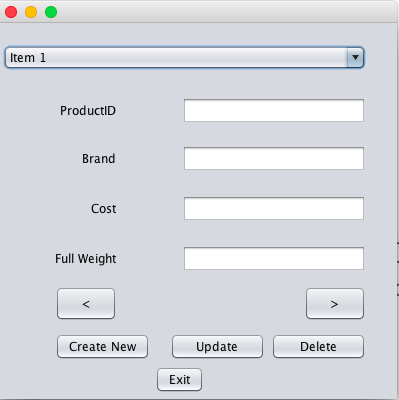 Item 1
ProductID
Brand
Cost
Full Weight
< >
Create New Update Delete
Exit